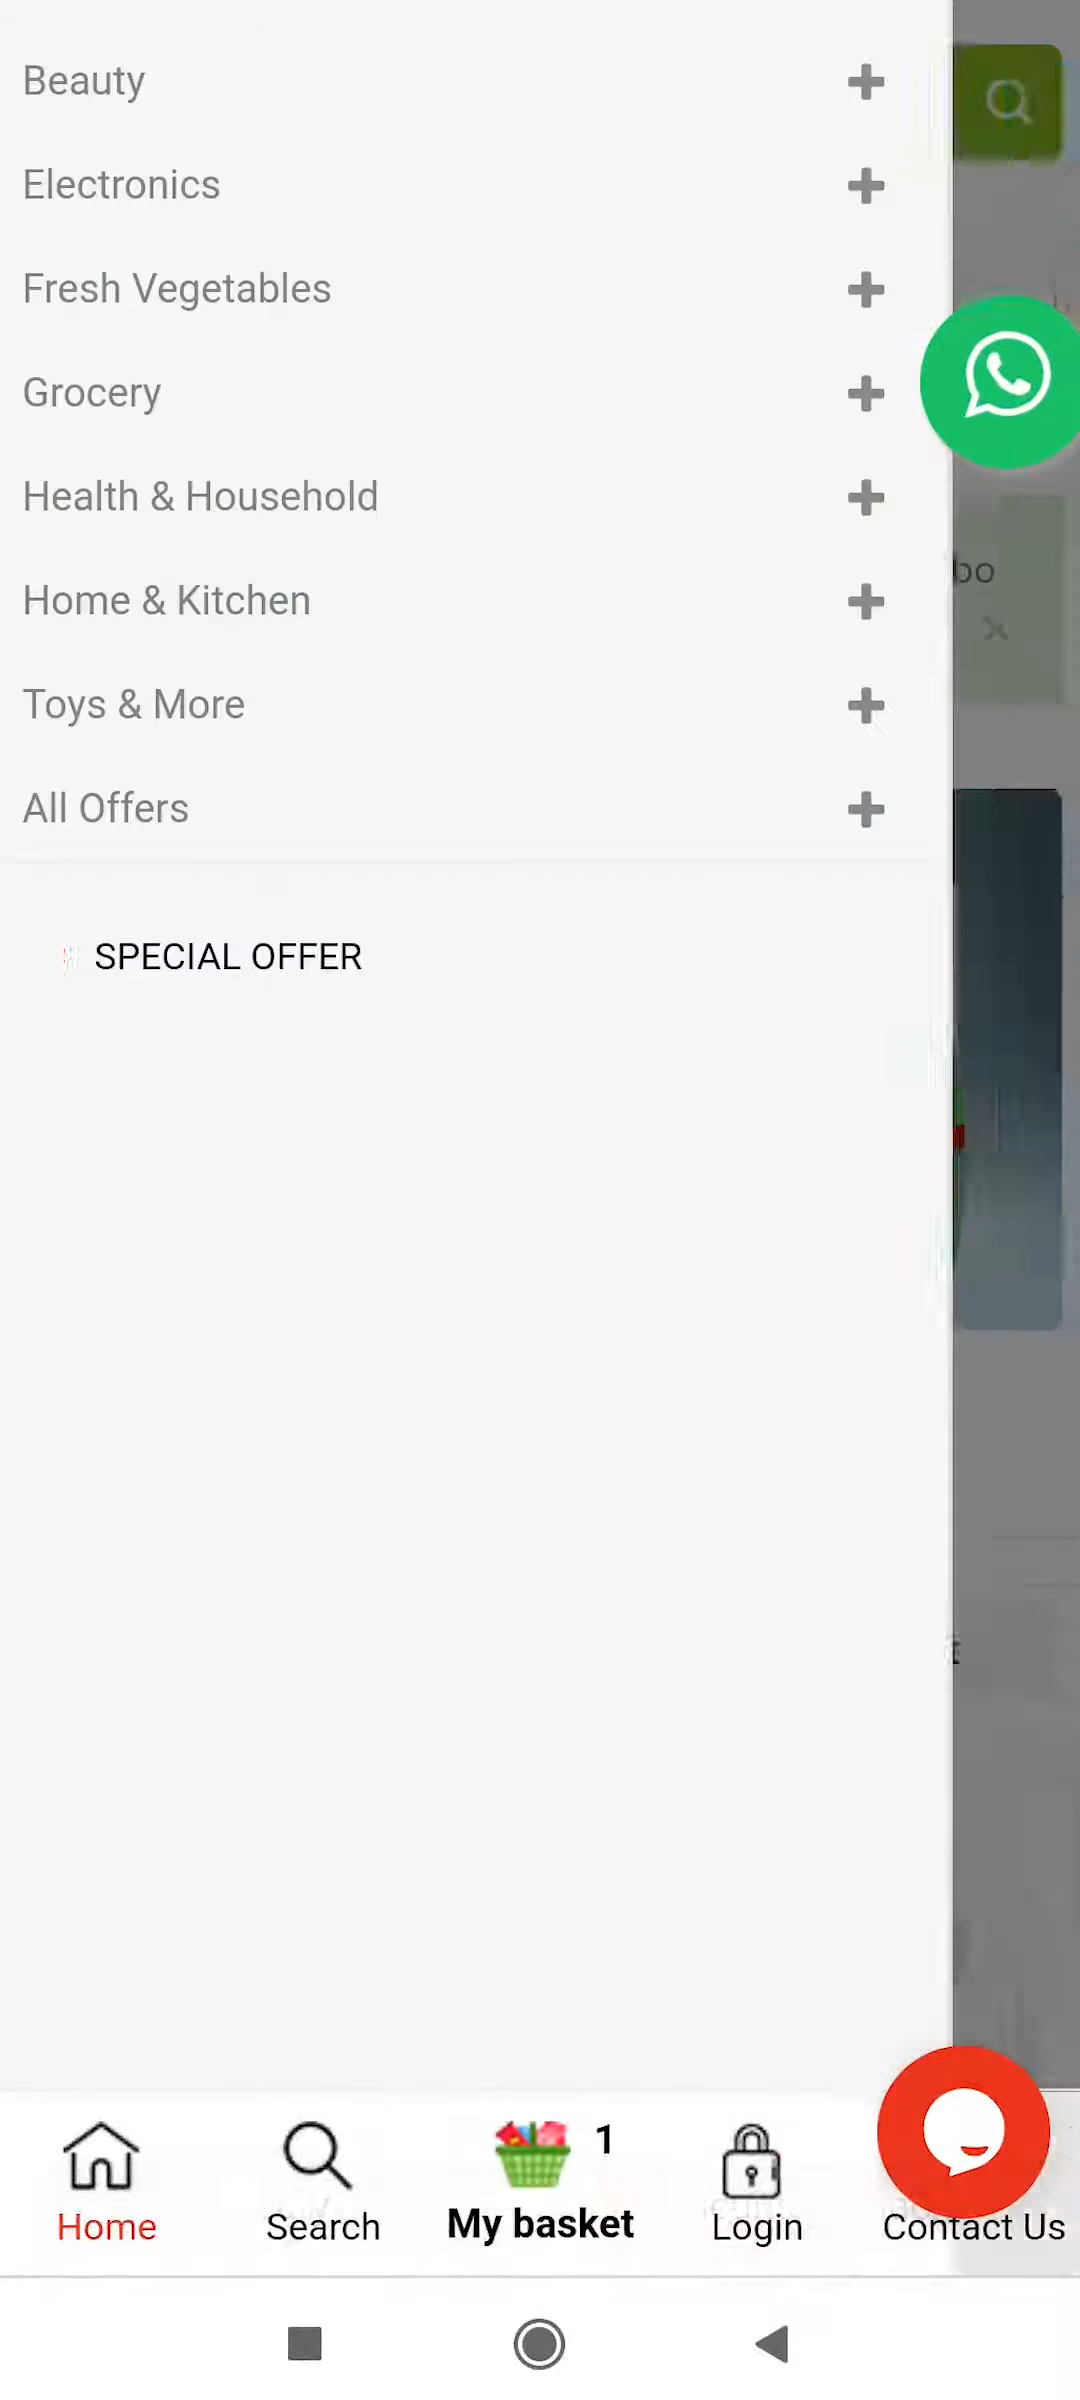 Beauty
Electronics
Fresh Vegetables
Grocery
Health & Household
bo
Home & Kitchen
Toys & More
All Offers
SPECIAL OFFER
1
Home
Search
My basket
Login
Contact Us